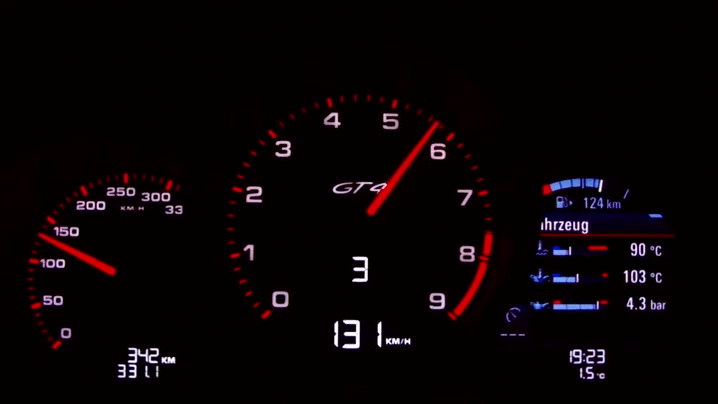 250
300
200
KM/H
33
150
100
50
0
342 KM
331.1
4
5
3
6
GT4
2
7
1
8
0
9
3
131 KM/H
124 km
hrzeug
90 °C
103 °C
4.3 bar
19:23
1.5 °C